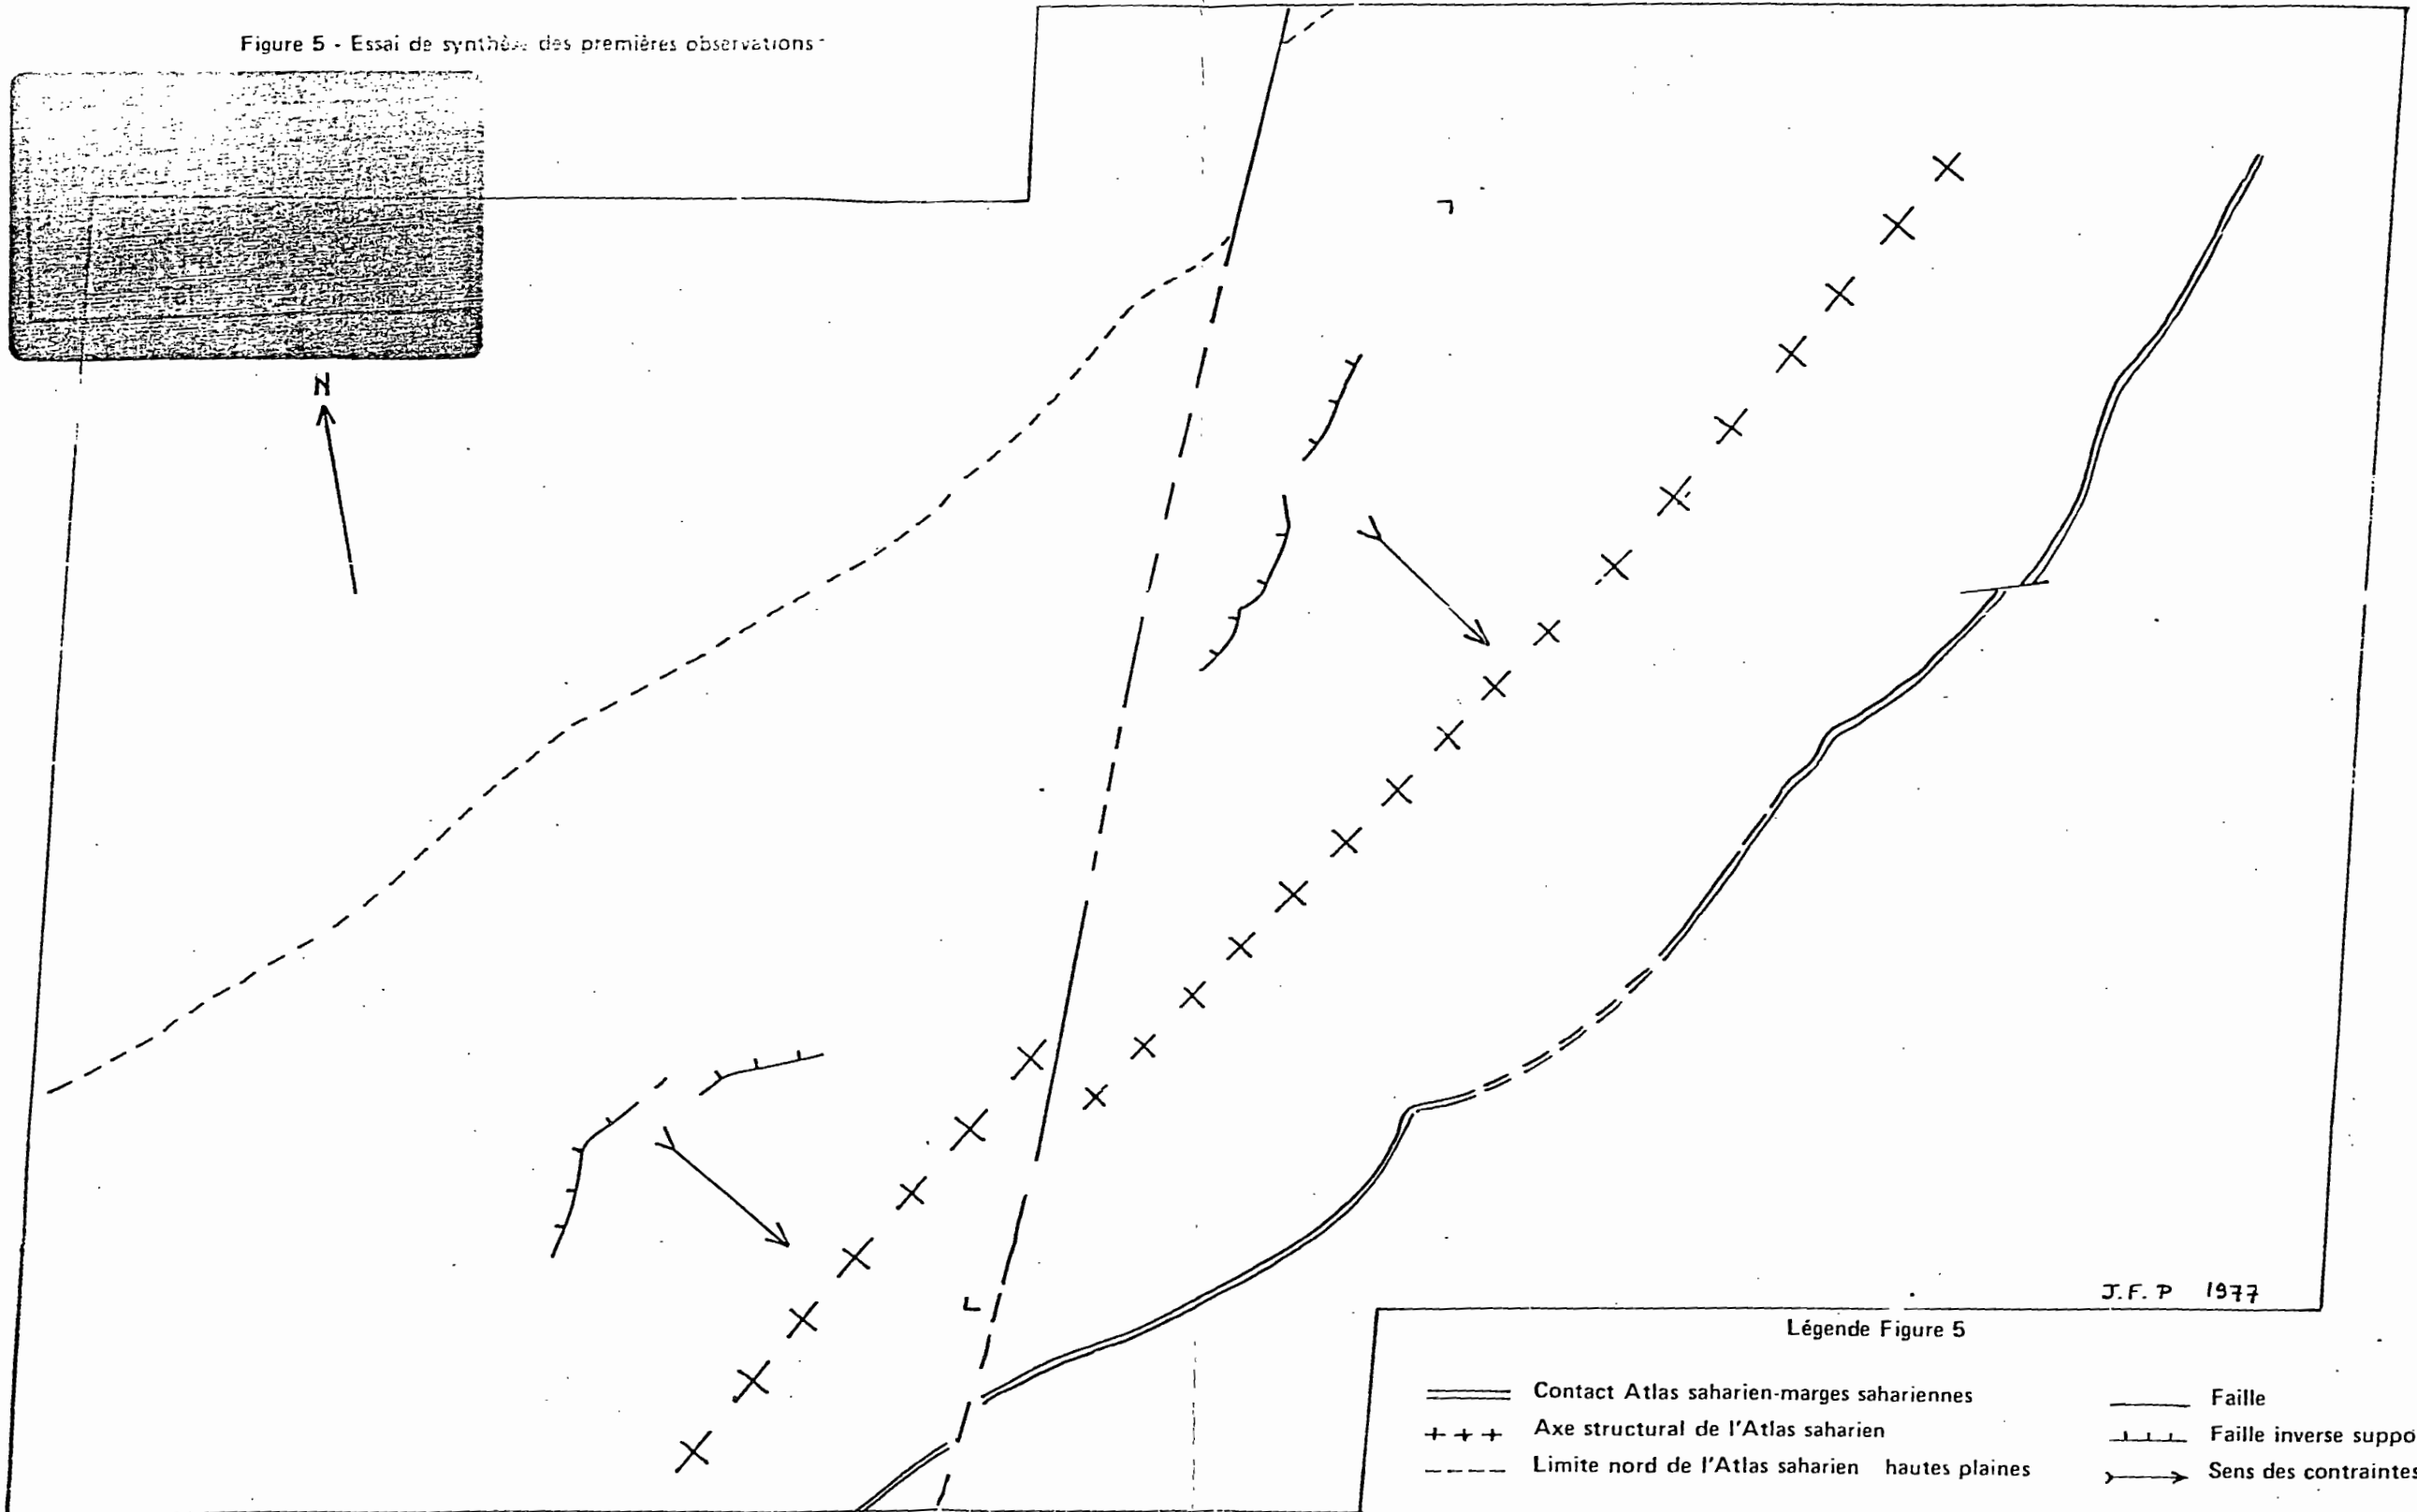 Figure 5 - Essai de synthèse des premières observations
N
J.F.P 1977
Légende Figure 5
Contact Atlas saharien-marges sahariennes
Axe structural de l'Atlas saharien
Limite nord de l'Atlas saharien hautes plaines
Faille
Faille inverse suppo
Sens des contraintes